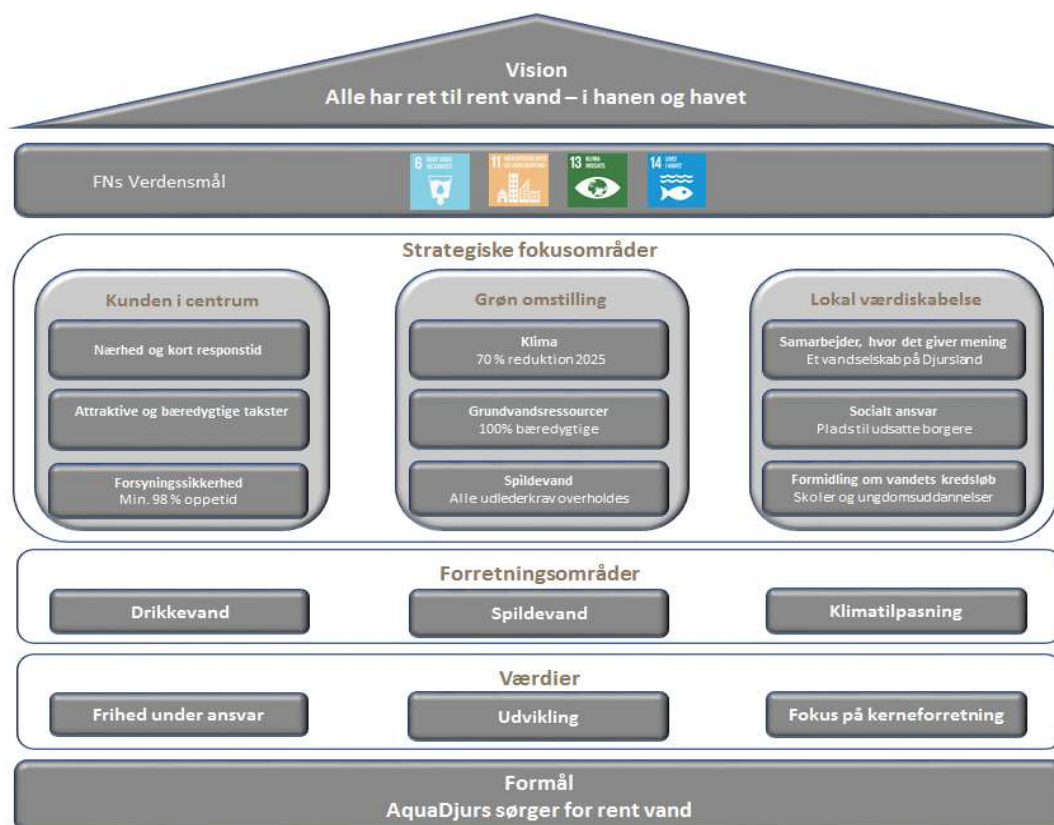 Vision
Alle har ret til rent vand – i hanen og havet
FNs Verdensmål
6
11
13 KLIMA
INDSATS
14 LIVET
I HAVET
Strategiske fokusområder
Kunden i centrum
Nærhed og kort responstid
Attraktive og bæredygtige takster
Forsyningssikkerhed
Min. 98 % oppetid
Grøn omstilling
Klima
70 % reduktion 2025
Grundvandsressourcer
100% bæredygtige
Spildevand
Alle udlederkrav overholdes
Lokal værdiskabelse
Samarbejder, hvor det giver mening
Et vandselskab på Djursland
Socialt ansvar
Plads til udsatte borgere
Formidling om vandets kredsløb
Skoler og ungdomsuddannelser
Forretningsområder
Drikkevand
Spildevand
Klimatilpasning
Værdier
Frihed under ansvar
Udvikling
Fokus på kerneforretning
Formål
AquaDjurs sørger for rent vand